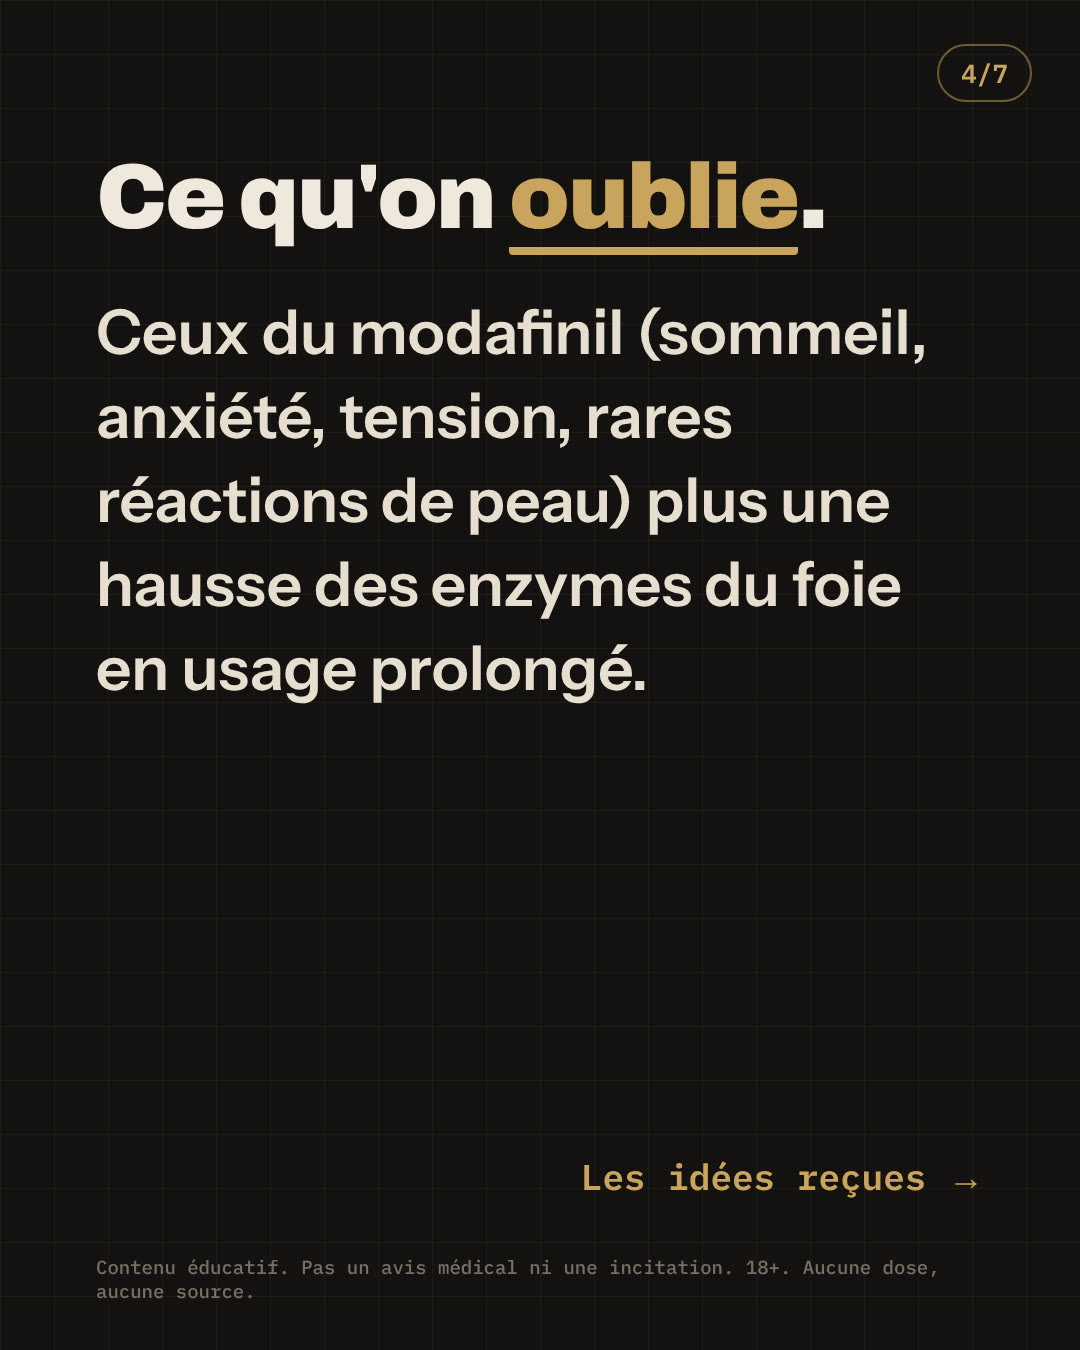 4/7
Ce qu'on oublie.
Ceux du modafinil (sommeil,
anxiété, tension, rares
réactions de peau) plus une
hausse des enzymes du foie
en usage prolongé.
Les idées reçues →
Contenu éducatif. Pas un avis médical ni une incitation. 18+. Aucune dose,
aucune source.